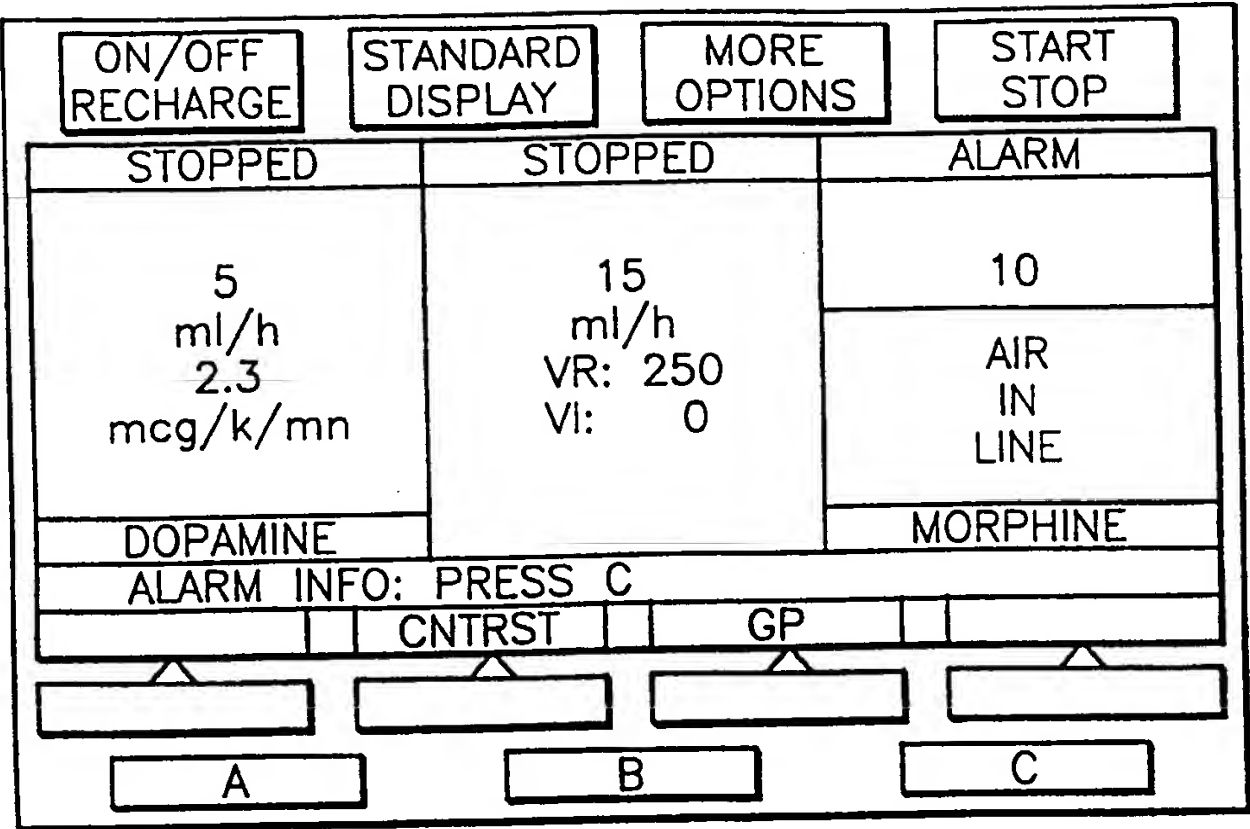 ON/OFF
RECHARGE
STANDARD
DISPLAY
MORE
OPTIONS
START
STOP
STOPPED
5
ml/h
2.3
mcg/k/mn
DOPAMINE
STOPPED
15
ml/h
VR: 250
VI: 0
ALARM
10
AIR
IN
LINE
MORPHINE
ALARM INFO: PRESS C
CNTRST
GP
A
B
C